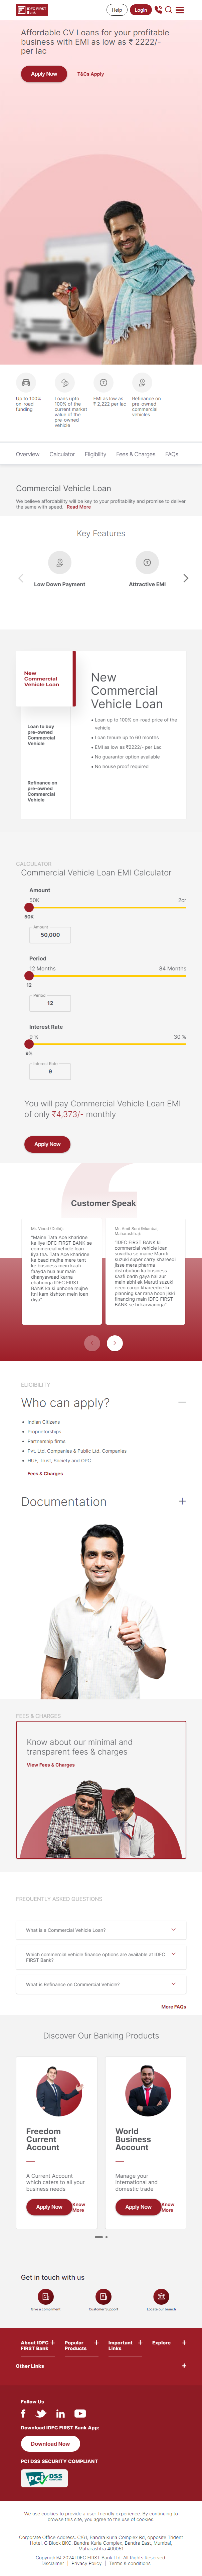 IDFC FIRST
Bank
Help
Login
Affordable CV Loans for your profitable
business with EMI as low as ₹ 2222/-
per lac
Apply Now
T&Cs Apply
Up to 100%
on-road
funding
Loans upto
100% of the
current market
value of the
pre owned
vehicle
EMI as low as
₹ 2,222 per lac
Refinance on
pre-owned
commercial
vehicles
Overview
Calculator
Eligibility
Fees & Charges
FAQs
Commercial Vehicle Loan
We believe affordability will be key to your profitability and promise to deliver
the same with speed. Read More
Key Features
Low Down Payment
Attractive EMI
New
Commercial
Vehicle Loan
Loan to buy
pre-owned
Commercial
Vehicle
Refinance on
pre-owned
Commercial
Vehicle
New
Commercial
Vehicle Loan
Loan up to 100% on-road price of the
vehicle
Loan tenure up to 60 months
EMI as low as ₹2222/- per Lac
No guarantor option available
No house proof required
CALCULATOR
Commercial Vehicle Loan EMI Calculator
Amount
50K
2cr
50K
Amount
50,000
Period
12 Months
84 Months
12
Period
12
Interest Rate
9 %
30 %
9%
Interest Rate
9
You will pay Commercial Vehicle Loan EMI
of only ₹4,373/- monthly
Apply Now
Customer Speak
"Maine Tata Ace kharidne
ke liye IDFC FIRST BANK se
commercial vehicle loan
liya tha. Tata Ace kharidne
ke baad mujhe mere tent
ke business mein kaafi
faayda hua aur mera
dhanyawaad karna
chahunga IDFC FIRST
BANK ka ki unhone mujhe
itni kam kishton mein loan
diya".
Mr. Amit Soni (Mumbai,
Maharashtra)
"IDFC FIRST BANK ki
commercial vehicle loan
suvidha se maine Maruti
suzuki super carry khareedi
jisse mera pharma
distribution ka business
kaafi badh gaya hai aur
main abhi ek Maruti suzuki
eeco cargo khareedne ki
planning kar raha hoon jiski
financing main IDFC FIRST
BANK se hi karwaunga"
ELIGIBILITY
Who can apply?
Indian Citizens
Proprietorships
Partnership firms
Pvt. Ltd. Companies & Public Ltd. Companies
HUF, Trust, Society and OPC
Fees & Charges
Documentation
FEES & CHARGES
Know about our minimal and
transparent fees & charges
View Fees & Charges
FREQUENTLY ASKED QUESTIONS
What is a Commercial Vehicle Loan?
Which commercial vehicle finance options are available at IDFC
FIRST Bank?
What is Refinance on Commercial Vehicle?
More FAQs
Discover Our Banking Products
Freedom
Current
Account
A Current Account
which caters to all your
business needs
Apply Now
Know
More
World
Business
Account
Manage your
international and
domestic trade
Apply Now
Know
More
Get in touch with us
Give a compliment
Customer Support
Locate our branch
About IDFC
FIRST Bank
Popular
Products
Important
Links
Explore
Other Links
Follow Us
Download IDFC FIRST Bank App:
Download Now
PCI DSS SECURITY COMPLIANT
PCI DSS
We use cookies to provide a user-friendly experience. By continuing to
browse this site, you agree to the use of cookies.
Corporate Office Address: C/61, Bandra Kurla Complex Rd, opposite Trident
Hotel, G Block BKC, Bandra Kurla Complex, Bandra East, Mumbai,
Maharashtra 400051
Copyright© 2024 IDFC FIRST Bank Ltd. All Rights Reserved.
Disclaimer | Privacy Policy | Terms & conditions